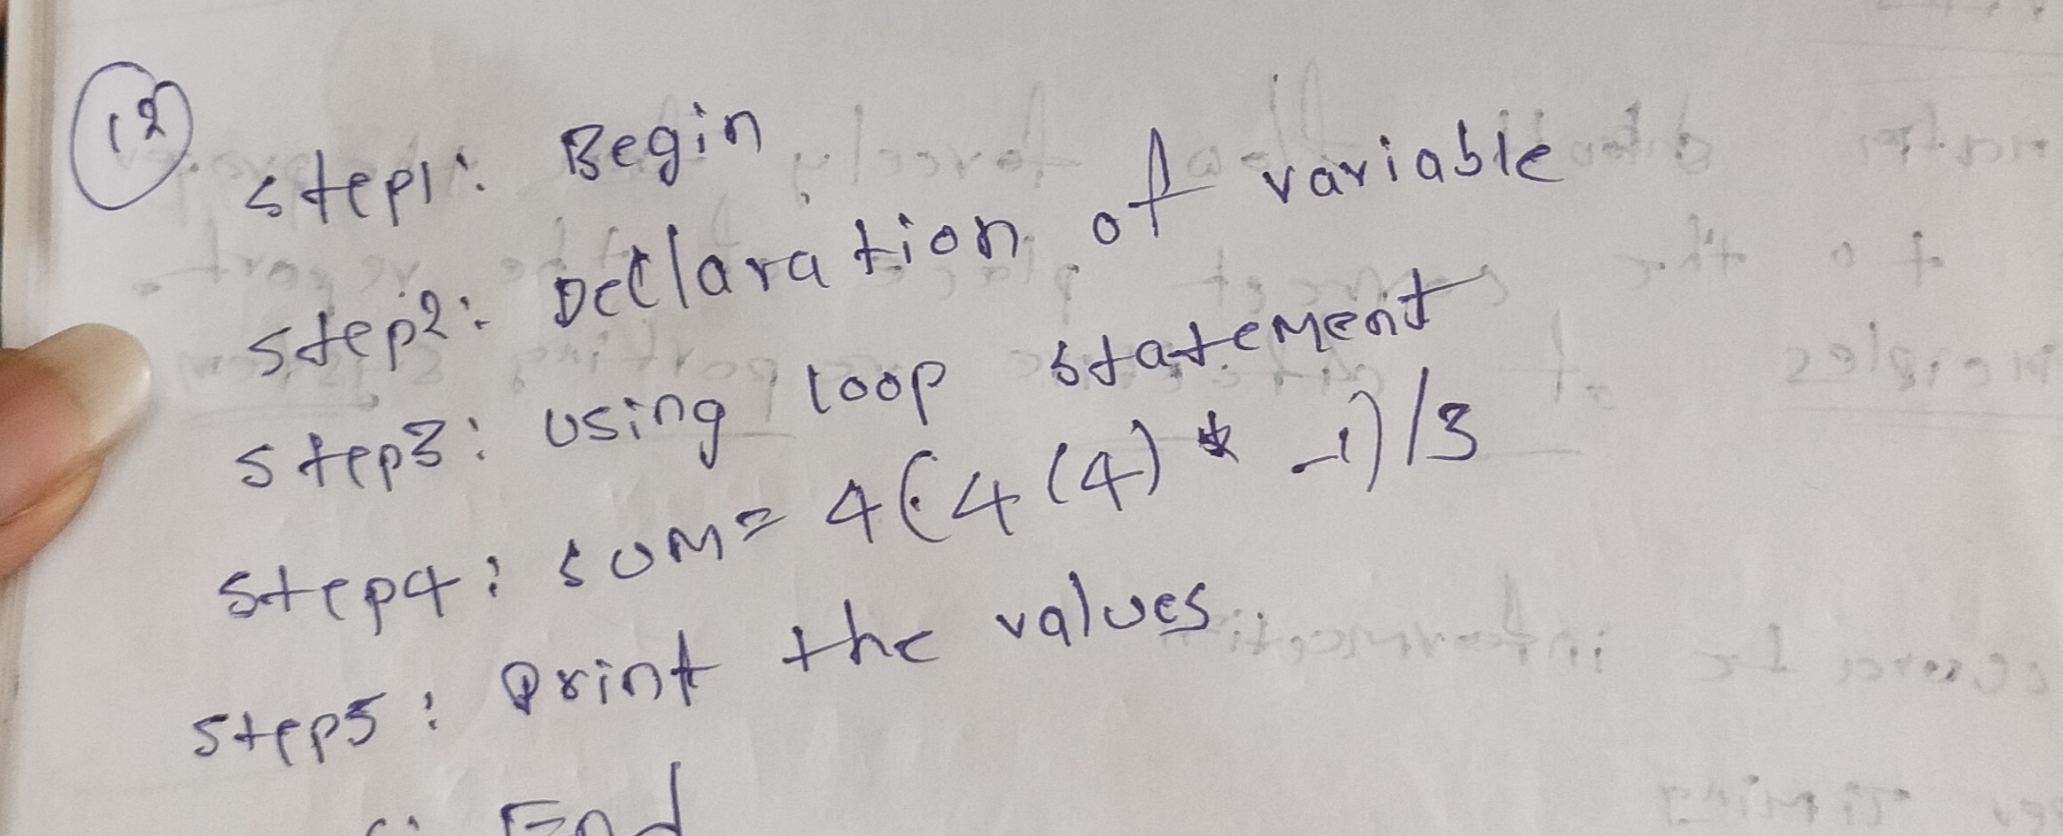 12
step1: Begin
step2: Declaration of variable
step3: using loop statement
step4: sum= 4(4(4) * -1)/3
step5: Print the values.
End